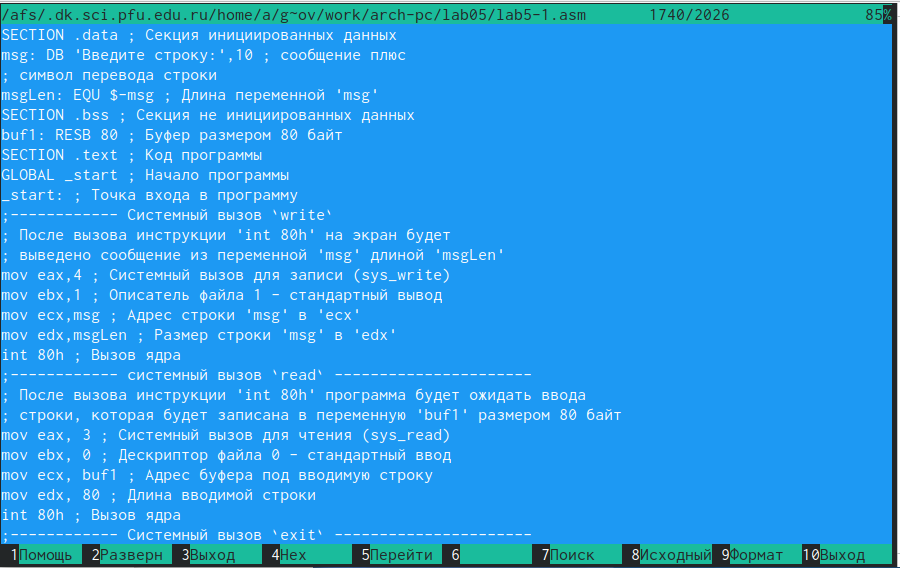 /afs/.dk.sci.pfu.edu.ru/home/a/g~ov/work/arch-pc/lab05/lab5-1.asm 1740/2026 85%
SECTION .data ; Секция инициированных данных
msg: DB 'Введите строку:',10 ; сообщение плюс
; символ перевода строки
msgLen: EQU $-msg ; Длина переменной 'msg'
SECTION .bss ; Секция не инициированных данных
buf1: RESB 80 ; Буфер размером 80 байт
SECTION .text ; Код программы
GLOBAL _start ; Начало программы
_start: ; Точка входа в программу
;------------ Системный вызов `write`
; После вызова инструкции 'int 80h' на экран будет
; выведено сообщение из переменной 'msg' длиной 'msgLen'
mov eax,4 ; Системный вызов для записи (sys_write)
mov ebx,1 ; Описатель файла 1 - стандартный вывод
mov ecx,msg ; Адрес строки 'msg' в 'ecx'
mov edx,msgLen ; Размер строки 'msg' в 'edx'
int 80h ; Вызов ядра
;------------ системный вызов `read` ----------------------
; После вызова инструкции 'int 80h' программа будет ожидать ввода
; строки, которая будет записана в переменную 'buf1' размером 80 байт
mov eax, 3 ; Системный вызов для чтения (sys_read)
mov ebx, 0 ; Дескриптор файла 0 - стандартный ввод
mov ecx, buf1 ; Адрес буфера под вводимую строку
mov edx, 80 ; Длина вводимой строки
int 80h ; Вызов ядра
;------------ Системный вызов `exit` ----------------------
1Помощь 2Разверн 3Выход 4Hex 5Перейти 6 7Поиск 8Исходный 9Формат 10Выход